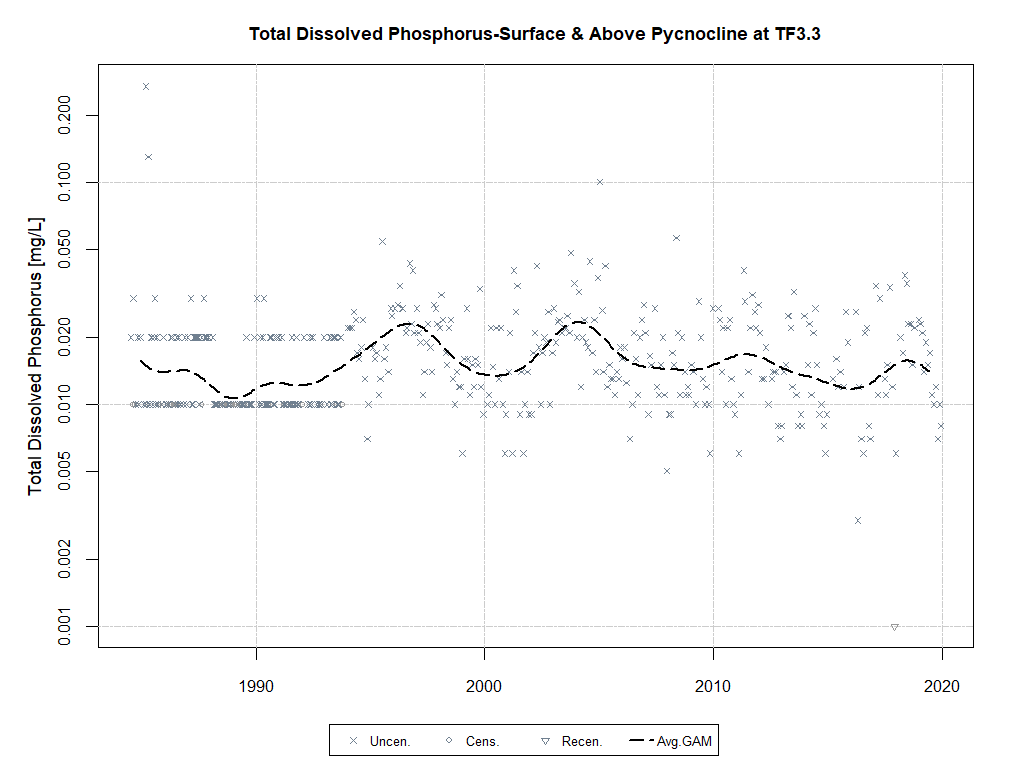 Total Dissolved Phosphorus-Surface & Above Pycnocline at TF3.3
Total Dissolved Phosphorus [mg/L]
0.200
0.100
0.050
0.020
0.010
0.005
0.002
0.001
1990 2000 2010 2020
Uncen. Cens. Recen. Avg.GAM